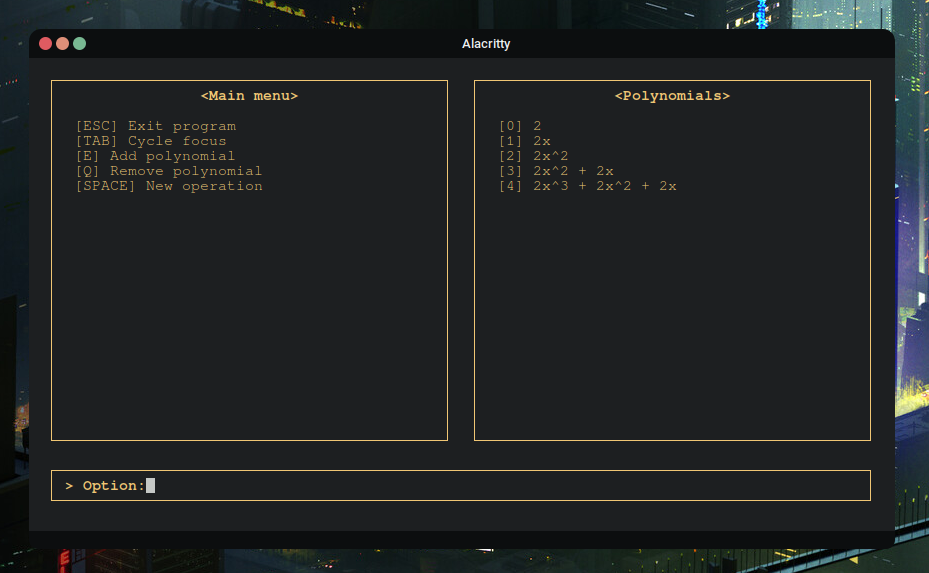 Alacritty
<Main menu>
[ESC] Exit program
[TAB] Cycle focus
[E] Add polynomial
[Q] Remove polynomial
[SPACE] New operation
<Polynomials>
[0] 2
[1] 2x
[2] 2x^2
[3] 2x^2 + 2x
[4] 2x^3 + 2x^2 + 2x
> Option: